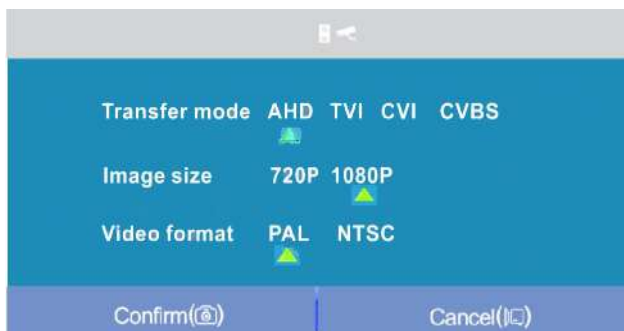 Transfer mode AHD TVI CVI CVBS
Image size 720P 1080P
Video format PAL NTSC
Confirm() Cancel()